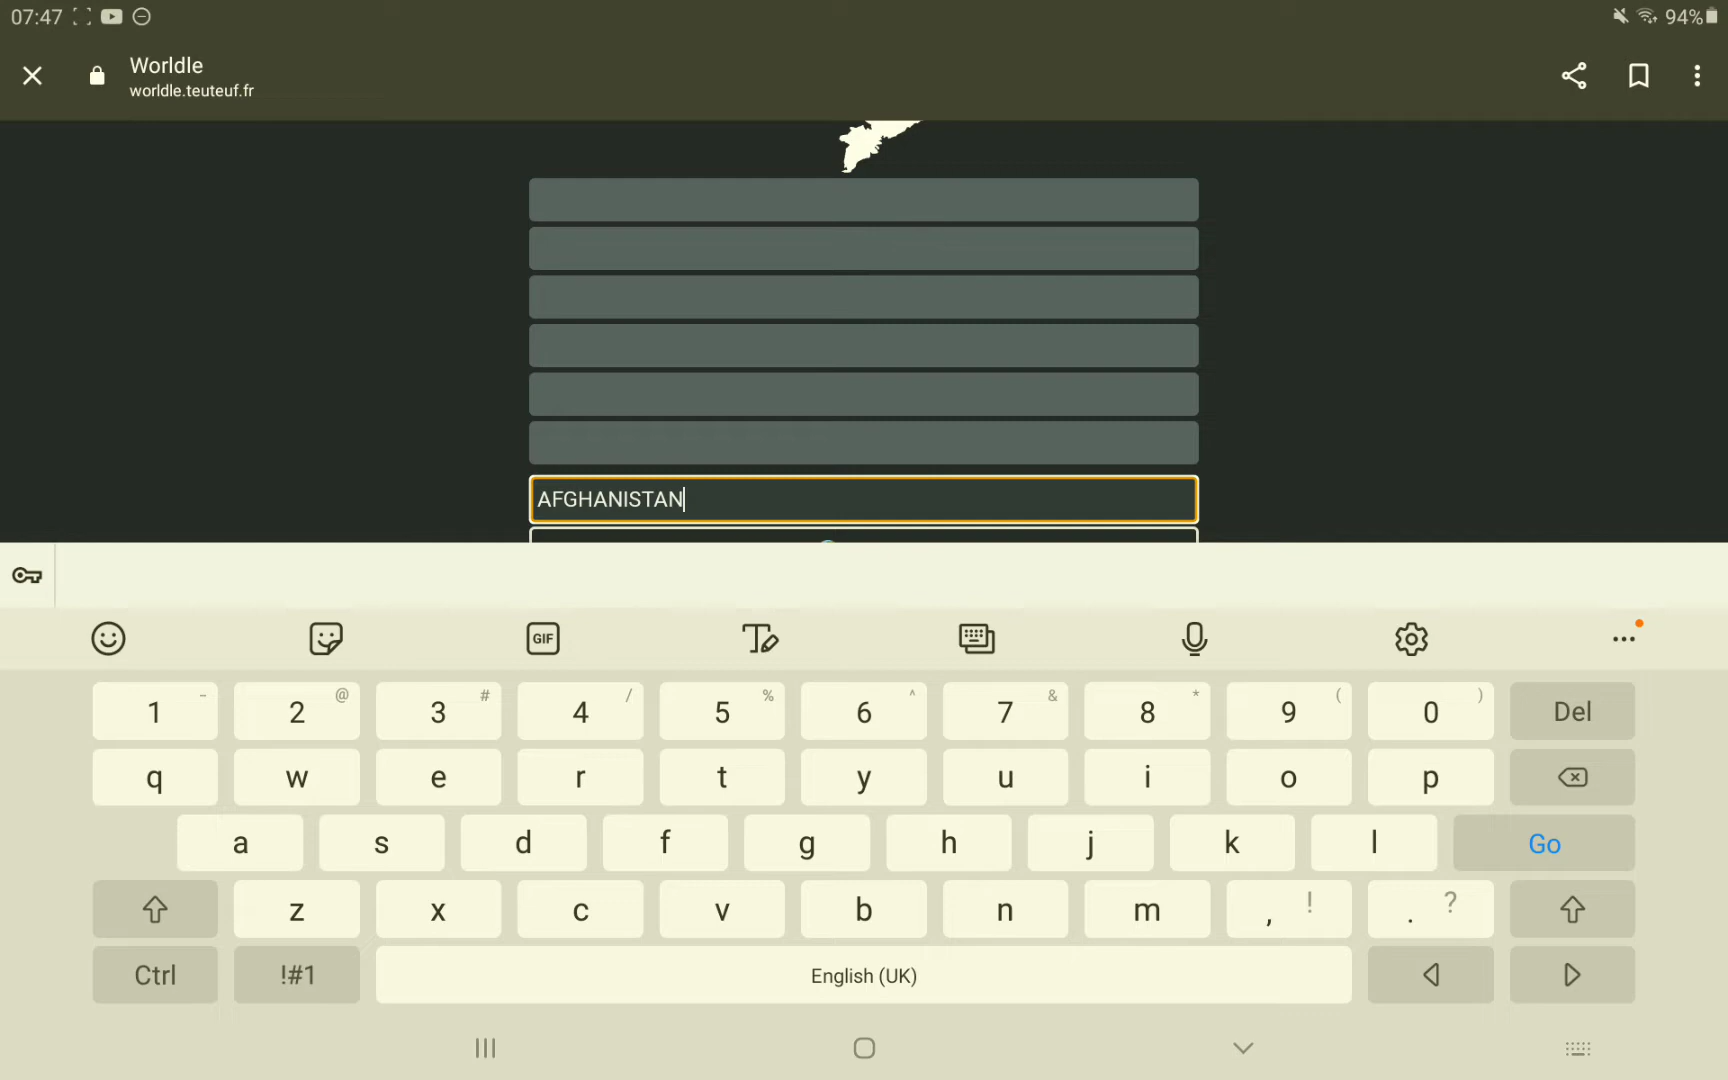 07:47 94%
Worldle
worldle.teuteuf.fr
AFGHANISTAN
GIF
1 - 2 @ 3 # 4 / 5 % 6 ^ 7 & 8 * 9 ( 0 ) Del
q w e r t y u i o p
a s d f g h j k l Go
z x c v b n m , ! . ?
Ctrl !#1 English (UK)